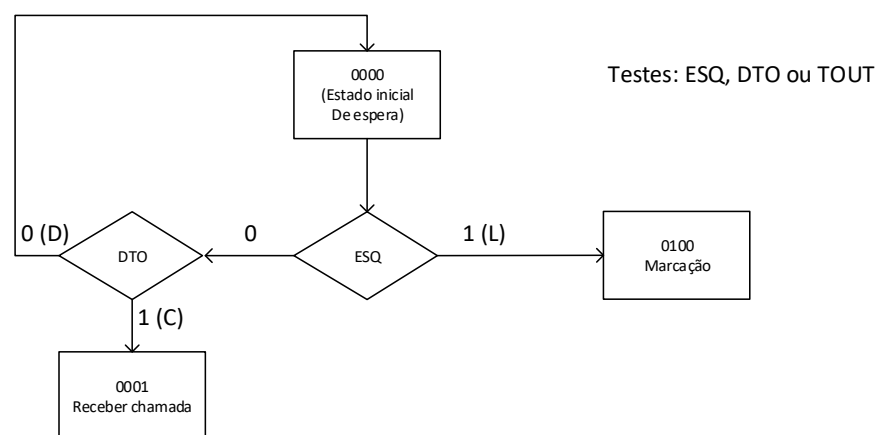 0000
(Estado inicial
De espera)
Testes: ESQ, DTO ou TOUT
0 (D)
DTO
0
ESQ
1 (L)
0100
Marcação
1 (C)
0001
Receber chamada